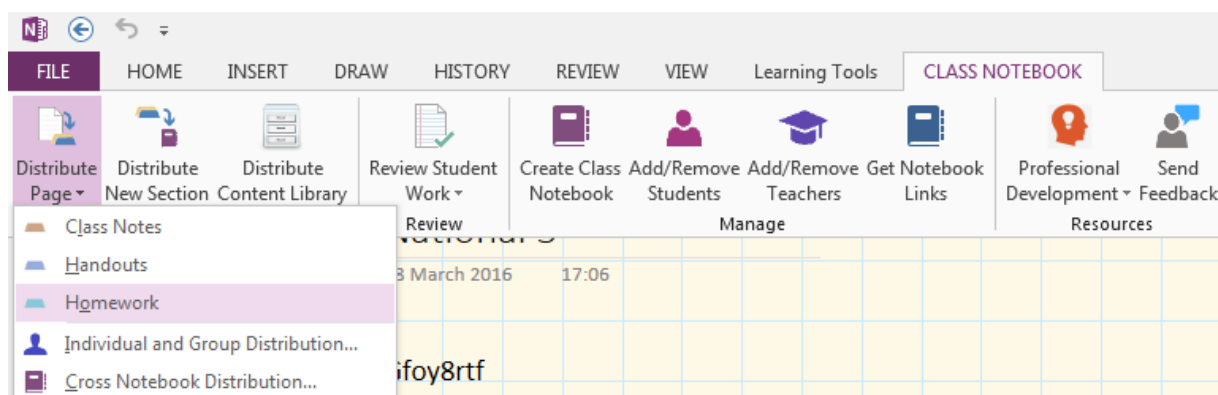 FILE HOME INSERT DRAW HISTORY REVIEW VIEW Learning Tools CLASS NOTEBOOK
Distribute Page
Distribute New Section
Distribute Content Library
Review Student Work
Create Class Notebook
Add/Remove Students
Add/Remove Teachers
Get Notebook Links
Professional Development
Send Feedback
Review
Manage
Resources
Class Notes
Handouts
Homework
Individual and Group Distribution...
Cross Notebook Distribution...
8 March 2016 17:06
foy8rtf